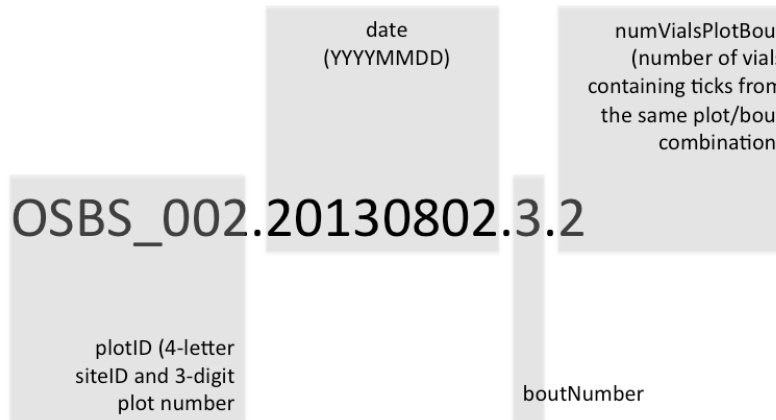 date
(YYYYMMDD)
numVialsPlotBou
(number of vials
containing ticks from
the same plot/bou
combination
OSBS_002.20130802.3.2
plotID (4-letter
siteID and 3-digit
plot number
boutNumber